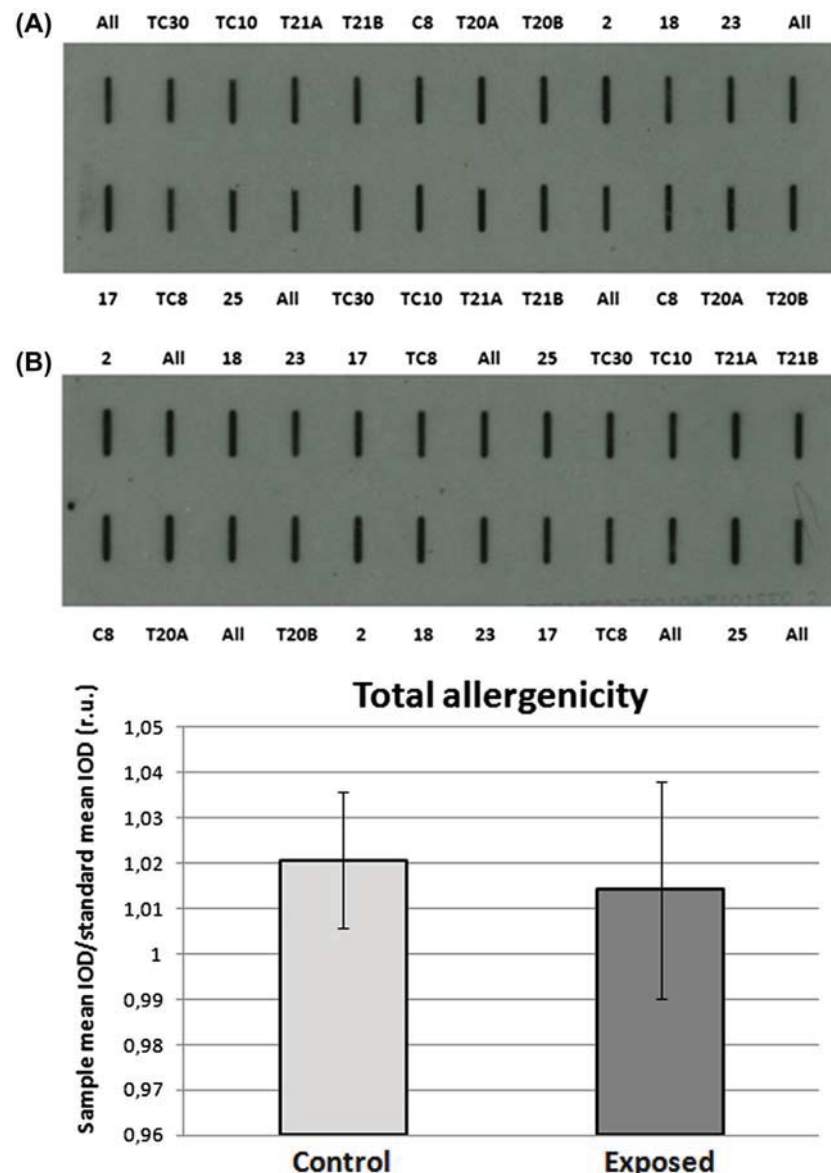 (A) All TC30 TC10 T21A T21B C8 T20A T20B 2 18 23 All
17 TC8 25 All TC30 TC10 T21A T21B All C8 T20A T20B
(B) 2 All 18 23 17 TC8 All 25 TC30 TC10 T21A T21B
C8 T20A All T20B 2 18 23 17 TC8 All 25 All
Total allergenicity
Sample mean IOD/standard mean IOD (r.u.)
1,05
1,04
1,03
1,02
1,01
1
0,99
0,98
0,97
0,96
Control Exposed